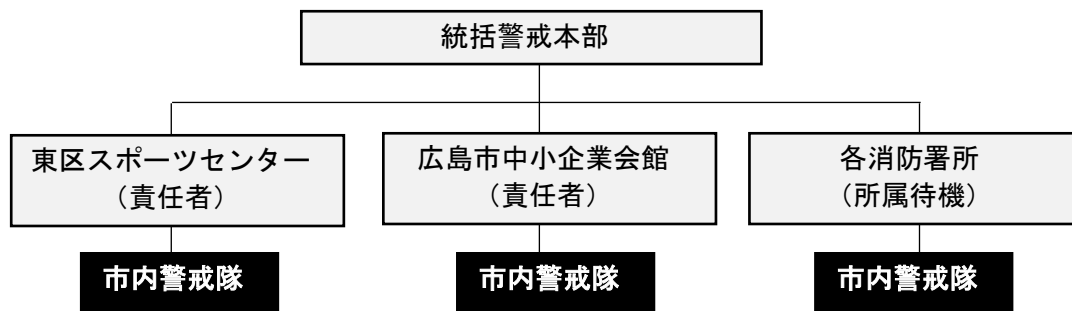 統括警戒本部
東区スポーツセンター
（責任者）
広島市中小企業会館
（責任者）
各消防署所
（所属待機）
市内警戒隊
市内警戒隊
市内警戒隊